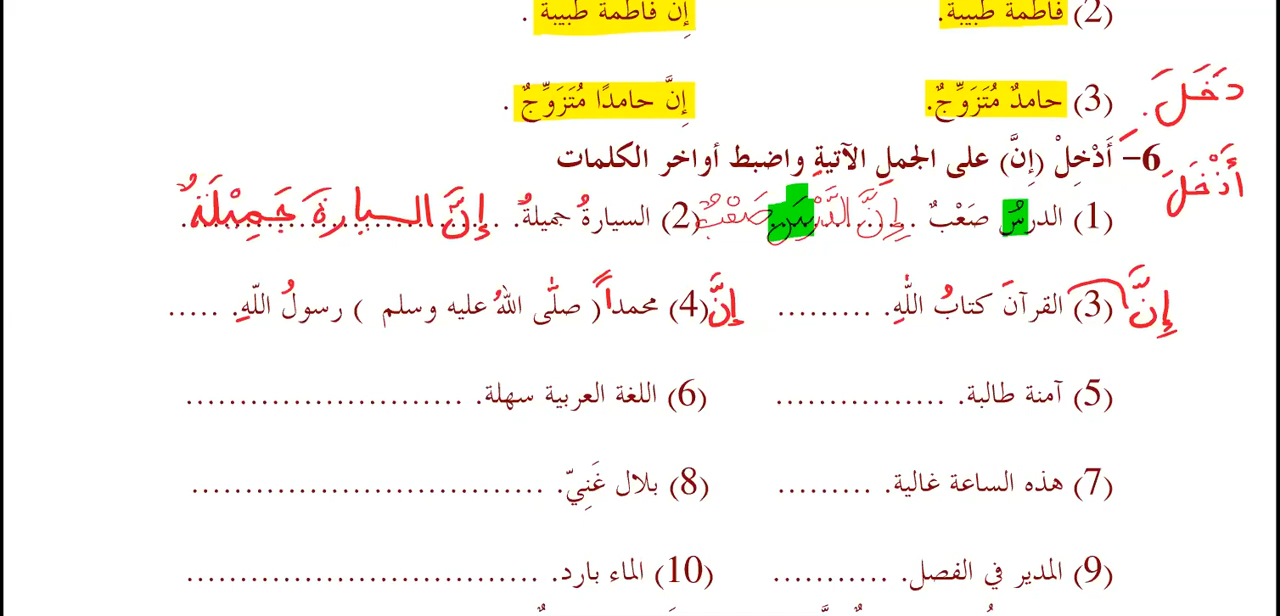 (2) فاطمة طبيبة. إن فاطمة طبيبة .
(3) حامدٌ مُتَزَوِّجٌ. إنَّ حامدًا مُتَزَوِّجٌ .
دَخَلَ.
6– أَدْخِلْ (إنَّ) على الجملِ الآتيةِ واضبط أواخر الكلمات
أَدْخَلَ
(1) الدرسُ صَعْبٌ . إِنَّ الدَّرْسَ صَعْبٌ (2) السيارةُ جميلةٌ. إنَّ السيارةَ جَمِيْلَةٌ
إِنَّ (3) القرآنَ كتابُ اللَّهِ. ......... إنَّ (4) محمداً (صلَّى اللهُ عليه وسلم ) رسولُ اللّهِ. .....
(5) آمنة طالبة. ................ (6) اللغة العربية سهلة. ..........................
(7) هذه الساعة غالية. ......... (8) بلال غَنِيّ. .................................
(9) المدير في الفصل. ........... (10) الماء بارد. .................................